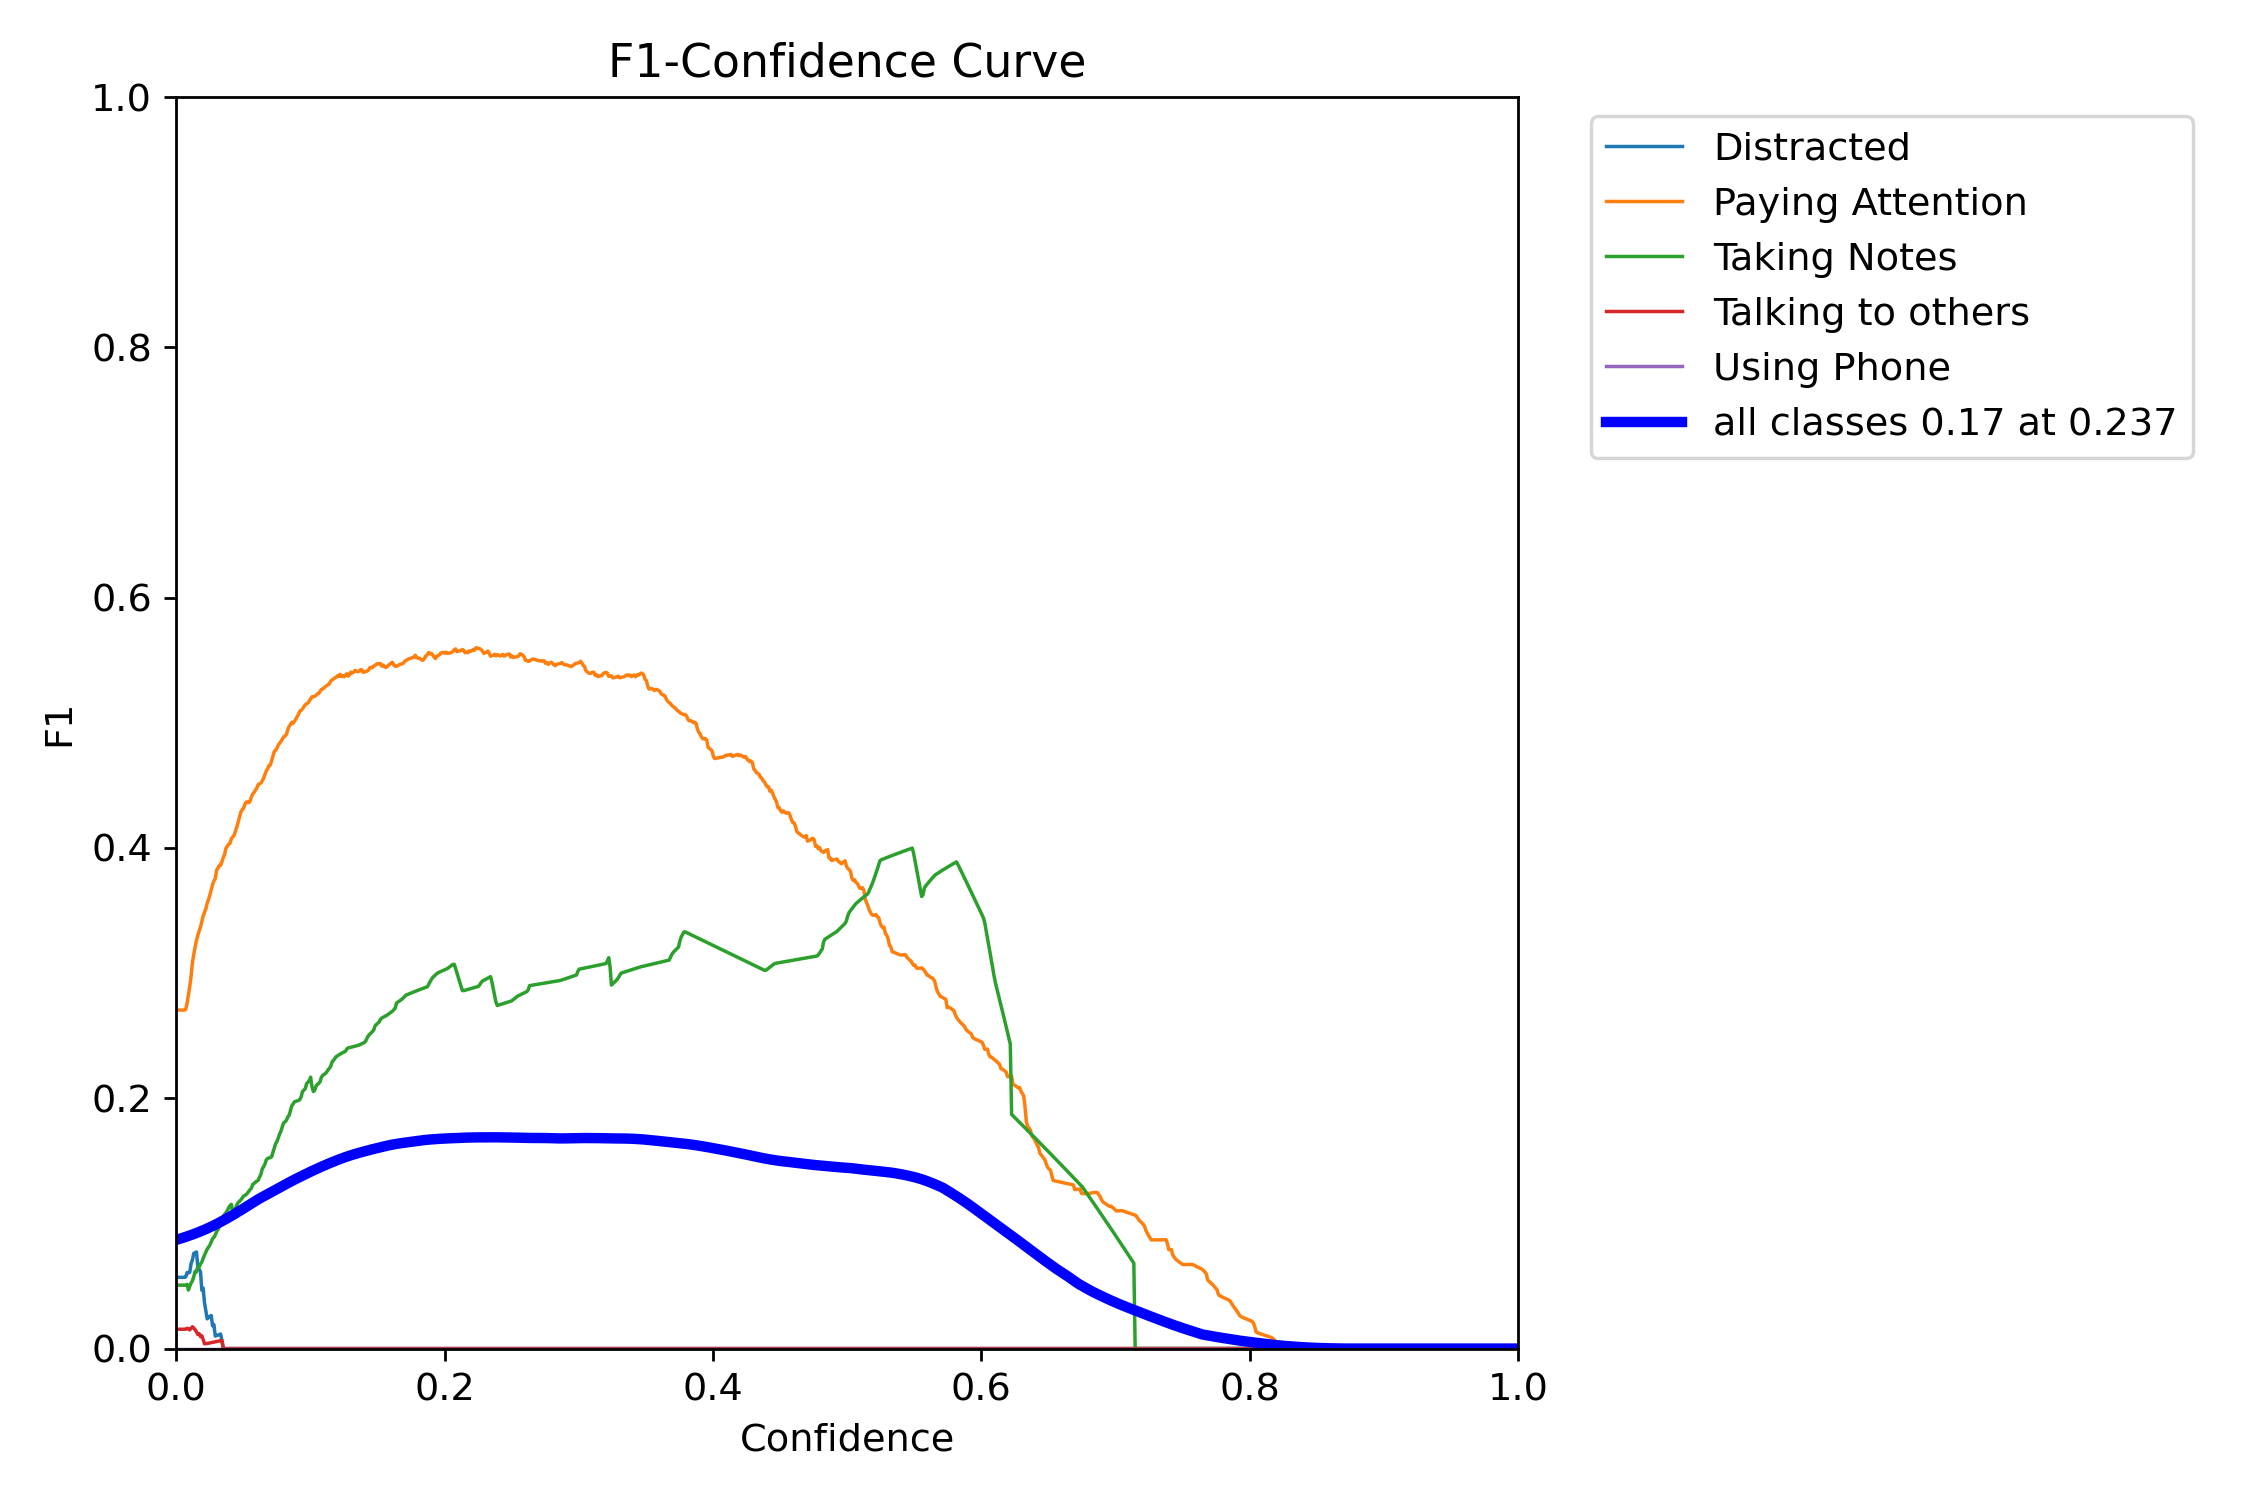 F1-Confidence Curve
1.0
0.8
0.6
0.4
0.2
0.0
F1
0.0 0.2 0.4 0.6 0.8 1.0
Confidence
Distracted
Paying Attention
Taking Notes
Talking to others
Using Phone
all classes 0.17 at 0.237